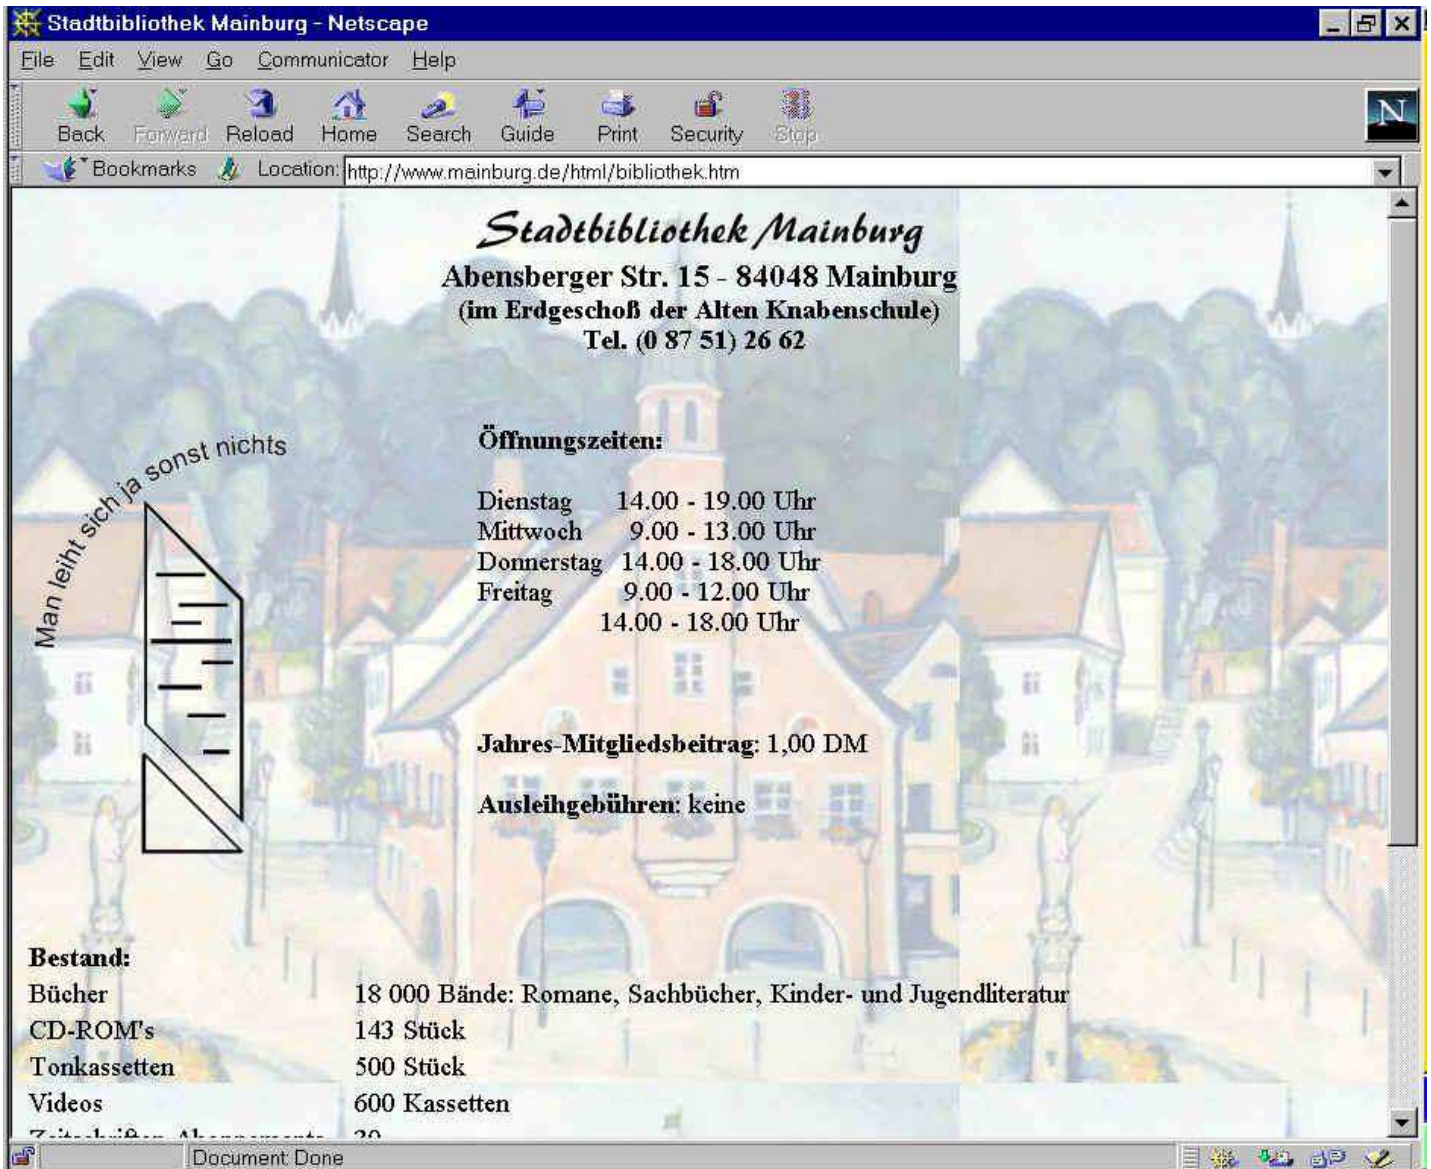 Stadtbibliothek Mainburg - Netscape
File Edit View Go Communicator Help
Back Forward Reload Home Search Guide Print Security Stop
Bookmarks Location: http://www.mainburg.de/html/bibliothek.htm
N
Stadtbibliothek Mainburg
Abensberger Str. 15 - 84048 Mainburg
(im Erdgeschoß der Alten Knabenschule)
Tel. (0 87 51) 26 62
Man leiht sich ja sonst nichts
Öffnungszeiten:
Dienstag 14.00 - 19.00 Uhr
Mittwoch 9.00 - 13.00 Uhr
Donnerstag 14.00 - 18.00 Uhr
Freitag 9.00 - 12.00 Uhr
14.00 - 18.00 Uhr
Jahres-Mitgliedsbeitrag: 1,00 DM
Ausleihgebühren: keine
Bestand:
Bücher 18 000 Bände: Romane, Sachbücher, Kinder- und Jugendliteratur
CD-ROM's 143 Stück
Tonkassetten 500 Stück
Videos 600 Kassetten
Document: Done